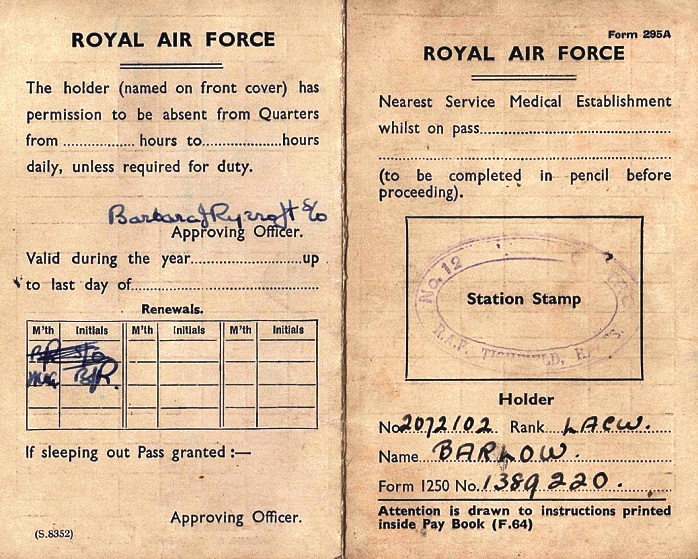 ROYAL AIR FORCE
The holder (named on front cover) has
permission to be absent from Quarters
from .................. hours to....................hours
daily, unless required for duty.
Approving Officer.
Valid during the year..............................up
to last day of..................................................
Renewals.
M'th Initials M'th Initials M'th Initials
BJR.
If sleeping out Pass granted :—
Approving Officer.
(S.8352)
Form 295A
ROYAL AIR FORCE
Nearest Service Medical Establishment
whilst on pass...................................................
................................................................................
(to be completed in pencil before
proceeding).
No. 12
Station Stamp
R.A.F. TICHFIELD, HANTS.
Holder
No. 2072102 Rank LACW.
Name BARLOW.
Form 1250 No. 1389220.
Attention is drawn to instructions printed
inside Pay Book (F.64)